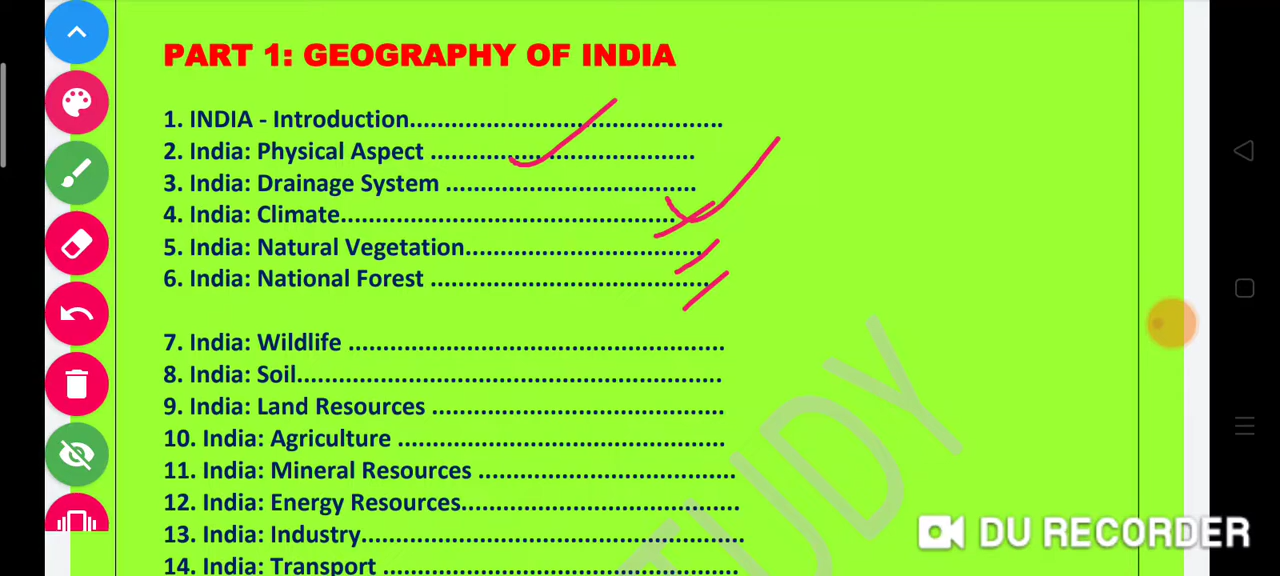 PART 1: GEOGRAPHY OF INDIA
1. INDIA - Introduction............................................
2. India: Physical Aspect ......................................
3. India: Drainage System ....................................
4. India: Climate................................................
5. India: Natural Vegetation..................................
6. India: National Forest ........................................
7. India: Wildlife ......................................................
8. India: Soil.............................................................
9. India: Land Resources ..........................................
10. India: Agriculture ...............................................
11. India: Mineral Resources .....................................
12. India: Energy Resources........................................
13. India: Industry.......................................................
14. India: Transport ...................................................
TUDY
DU RECORDER